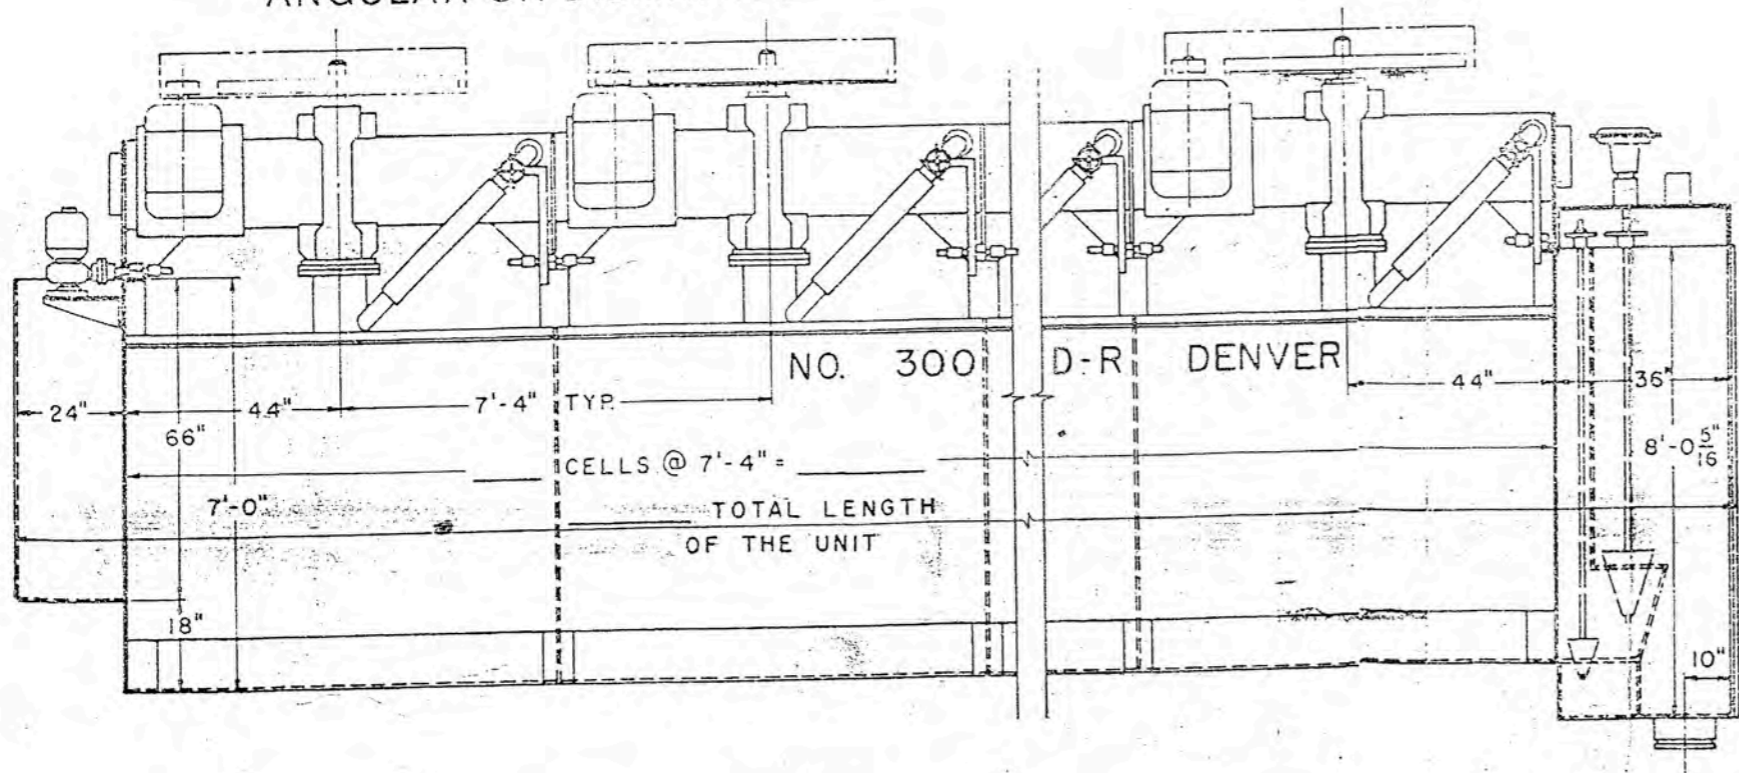 NO. 300 D-R DENVER
24"
44"
7'-4" TYP.
44"
36"
66"
CELLS @ 7'-4" =
8'-0 5/16"
7'-0"
TOTAL LENGTH
OF THE UNIT
18"
10"